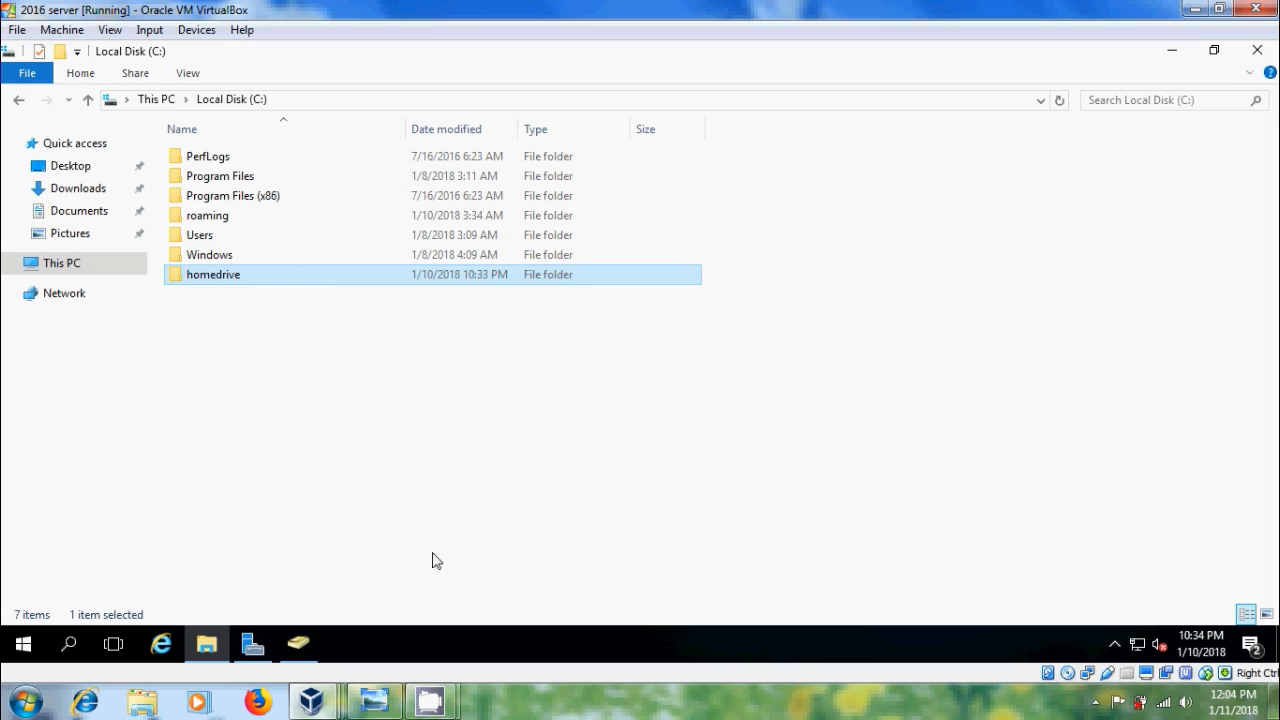 2016 server [Running] - Oracle VM VirtualBox
File Machine View Input Devices Help
Local Disk (C:)
File Home Share View
This PC > Local Disk (C:) Search Local Disk (C:)
Name Date modified Type Size
Quick access
Desktop
Downloads
Documents
Pictures
This PC
Network
PerfLogs 7/16/2016 6:23 AM File folder
Program Files 1/8/2018 3:11 AM File folder
Program Files (x86) 7/16/2016 6:23 AM File folder
roaming 1/10/2018 3:34 AM File folder
Users 1/8/2018 3:09 AM File folder
Windows 1/8/2018 4:09 AM File folder
homedrive 1/10/2018 10:33 PM File folder
7 items 1 item selected
10:34 PM
1/10/2018
2
Right Ctrl
12:04 PM
1/11/2018